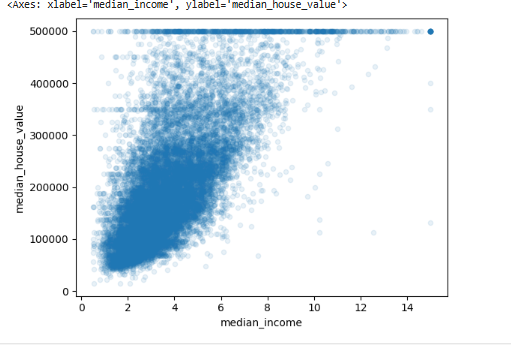 <Axes: xlabel='median_income', ylabel='median_house_value'>
500000
400000
300000
200000
100000
0
median_house_value
0 2 4 6 8 10 12 14
median_income